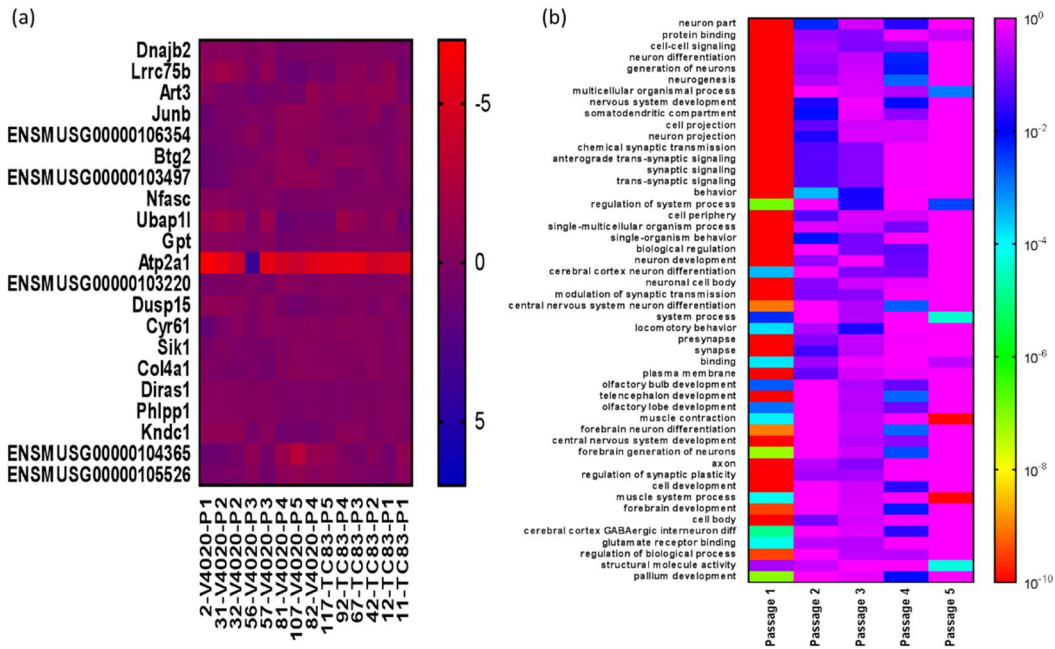 (a)
Dnajb2
Lrrc75b
Art3
Junb
ENSMUSG00000106354
Btg2
ENSMUSG00000103497
Nfasc
Ubap1l
Gpt
Atp2a1
ENSMUSG00000103220
Dusp15
Cyr61
Sik1
Col4a1
Diras1
Phlpp1
Kndc1
ENSMUSG00000104365
ENSMUSG00000105526
2-V4020-P1
31-V4020-P2
32-V4020-P2
56-V4020-P3
57-V4020-P3
81-V4020-P4
107-V4020-P5
82-V4020-P4
117-TC83-P5
92-TC83-P4
67-TC83-P3
42-TC83-P2
12-TC83-P1
11-TC83-P1
-5
0
5
(b)
neuron part
protein binding
cell-cell signaling
neuron differentiation
generation of neurons
neurogenesis
multicellular organismal process
nervous system development
somatodendritic compartment
cell projection
neuron projection
chemical synaptic transmission
anterograde trans-synaptic signaling
synaptic signaling
trans-synaptic signaling
behavior
regulation of system process
cell periphery
single-multicellular organism process
single-organism behavior
biological regulation
neuron development
cerebral cortex neuron differentiation
neuronal cell body
modulation of synaptic transmission
central nervous system neuron differentiation
system process
locomotory behavior
presynapse
synapse
binding
plasma membrane
olfactory bulb development
telencephalon development
olfactory lobe development
muscle contraction
forebrain neuron differentiation
central nervous system development
forebrain generation of neurons
axon
regulation of synaptic plasticity
cell development
muscle system process
forebrain development
cell body
cerebral cortex GABAergic interneuron diff
glutamate receptor binding
regulation of biological process
structural molecule activity
pallium development
Passage 1
Passage 2
Passage 3
Passage 4
Passage 5
10⁰
10⁻²
10⁻⁴
10⁻⁶
10⁻⁸
10⁻¹⁰